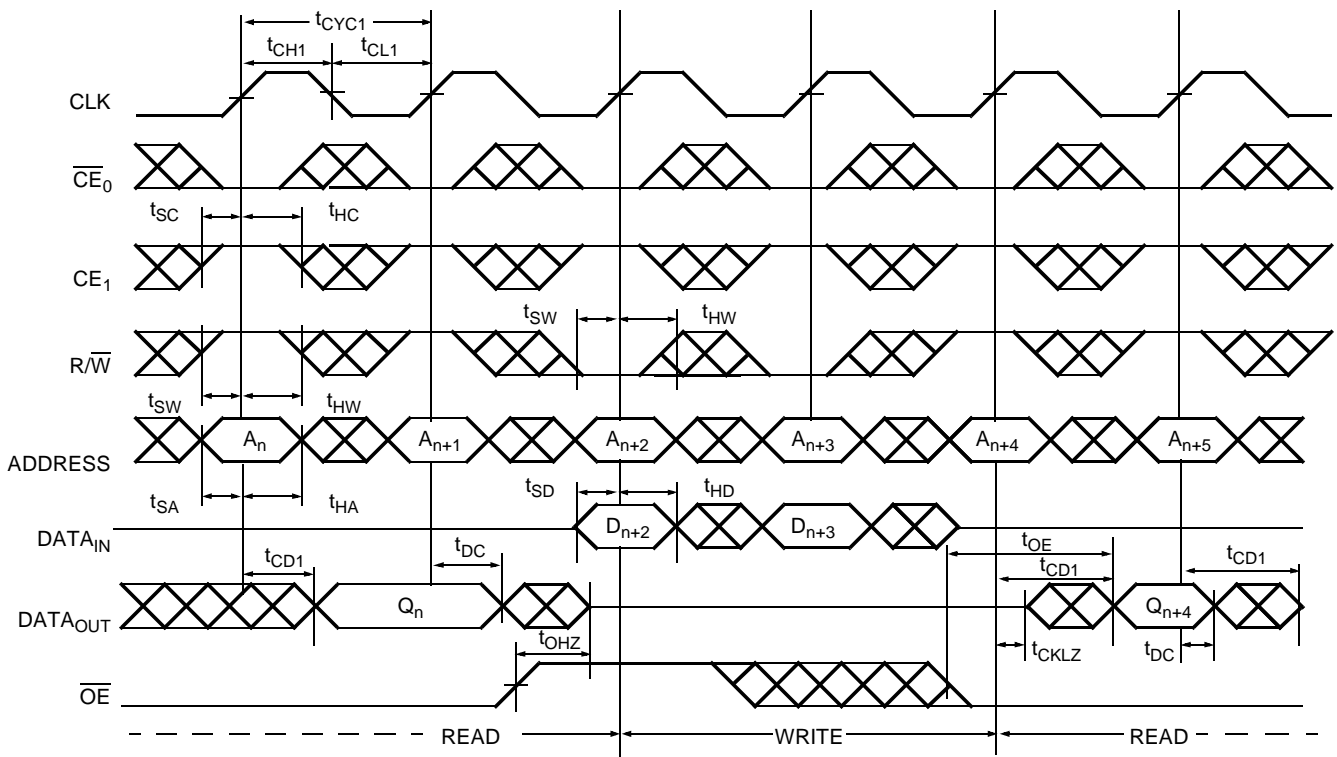 tCYC1
tCH1 tCL1
CLK
CE0
tSC tHC
CE1
tSW tHW
R/W
tSW tHW
An An+1 An+2 An+3 An+4 An+5
ADDRESS
tSA tHA tSD tHD
Dn+2 Dn+3
DATAIN
tOE
tCD1 tDC tCD1 tCD1
Qn Qn+4
DATAOUT
tOHZ tCKLZ tDC
OE
READ WRITE READ